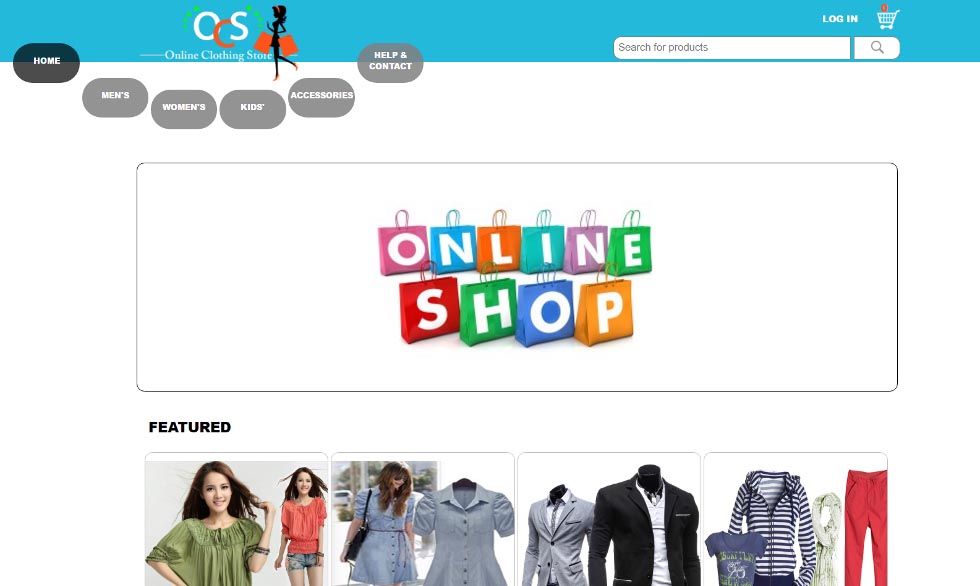 OCS
Online Clothing Store
LOG IN
0
Search for products
HOME
HELP &
CONTACT
MEN'S
WOMEN'S
KIDS'
ACCESSORIES
ONLINE
SHOP
FEATURED